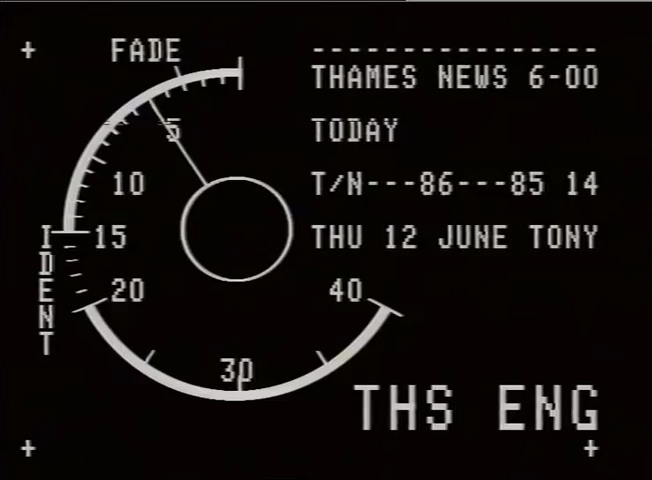 FADE
----------------
THAMES NEWS 6-00
TODAY
T/N---86---85 14
THU 12 JUNE TONY
5
10
15
20
30
40
IDENT
THS ENG